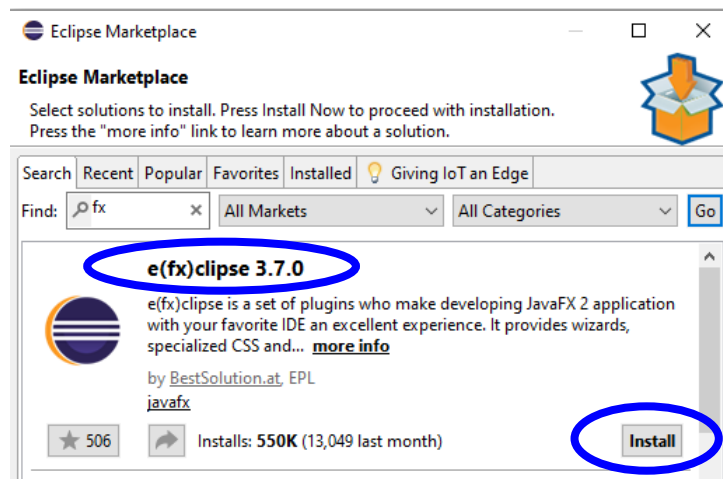 Eclipse Marketplace
Eclipse Marketplace
Select solutions to install. Press Install Now to proceed with installation.
Press the "more info" link to learn more about a solution.
Search Recent Popular Favorites Installed Giving IoT an Edge
Find: fx All Markets All Categories Go
e(fx)clipse 3.7.0
e(fx)clipse is a set of plugins who make developing JavaFX 2 application
with your favorite IDE an excellent experience. It provides wizards,
specialized CSS and... more info
by BestSolution.at, EPL
javafx
506 Installs: 550K (13,049 last month) Install